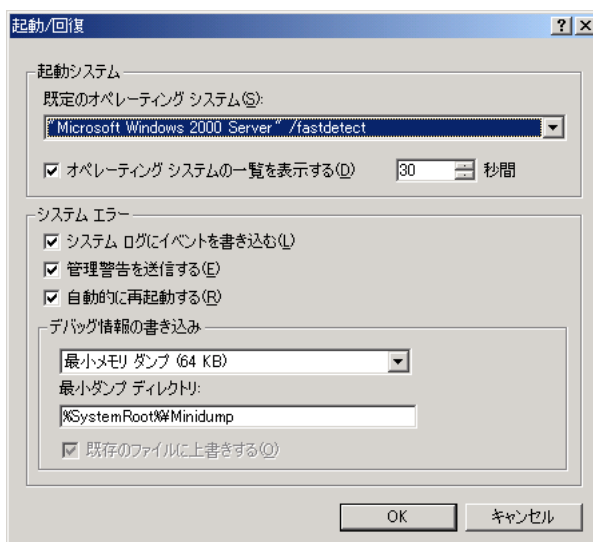 起動/回復
起動システム
既定のオペレーティング システム(S):
"Microsoft Windows 2000 Server" /fastdetect
オペレーティング システムの一覧を表示する(D) 30 秒間
システム エラー
システム ログにイベントを書き込む(L)
管理警告を送信する(E)
自動的に再起動する(R)
デバッグ情報の書き込み
最小メモリ ダンプ (64 KB)
最小ダンプ ディレクトリ:
%SystemRoot%¥Minidump
既存のファイルに上書きする(O)
OK キャンセル